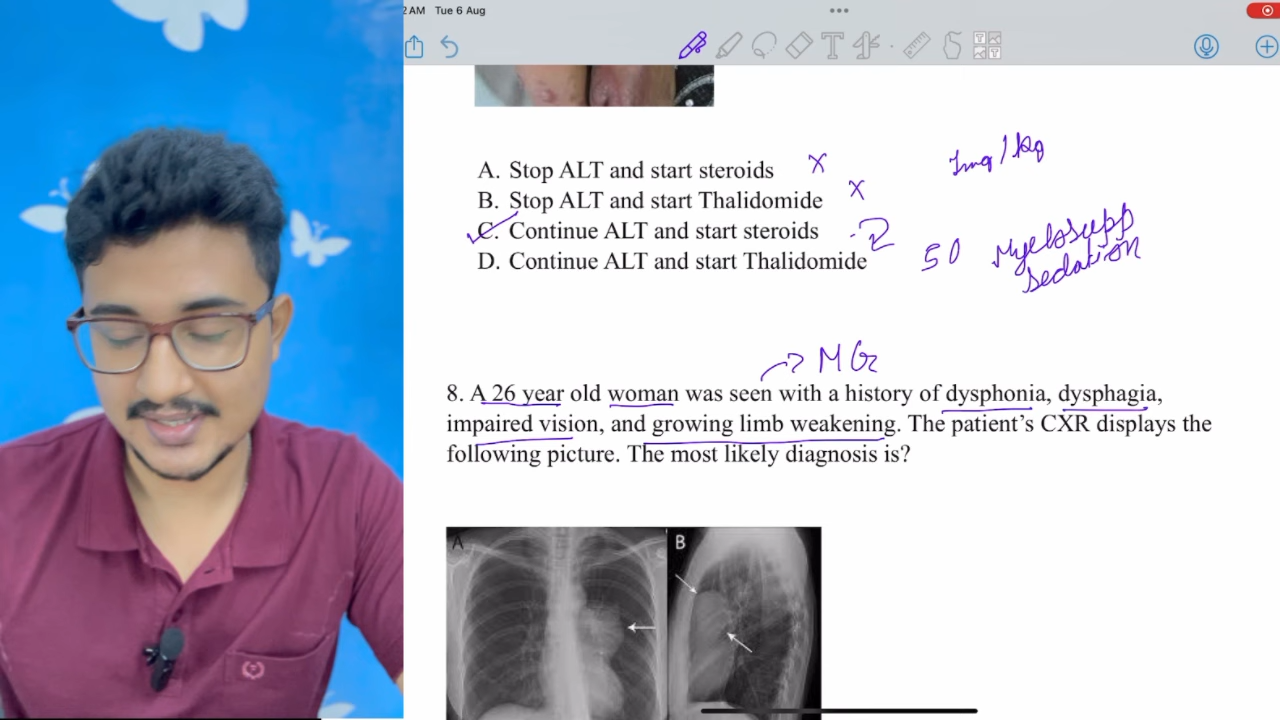 2 AM Tue 6 Aug
A. Stop ALT and start steroids x
B. Stop ALT and start Thalidomide x
C. Continue ALT and start steroids
D. Continue ALT and start Thalidomide
1mg/kg
50
Myelosupp
sedation
MG
8. A 26 year old woman was seen with a history of dysphonia, dysphagia,
impaired vision, and growing limb weakening. The patient's CXR displays the
following picture. The most likely diagnosis is?
A
B